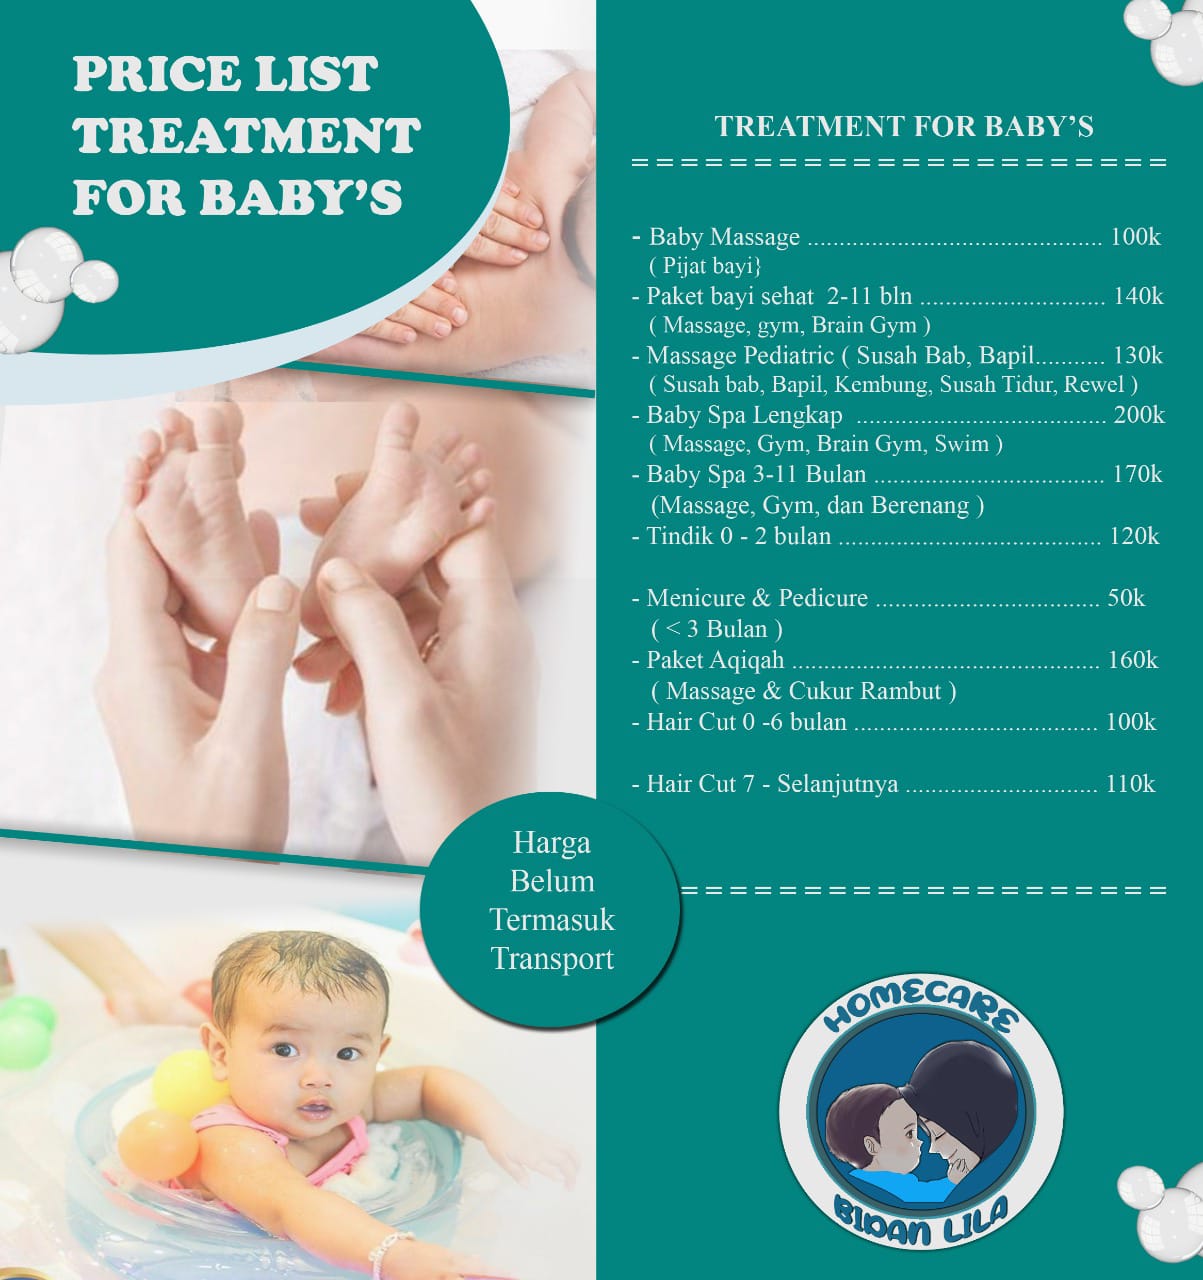 PRICE LIST
TREATMENT
FOR BABY'S
TREATMENT FOR BABY'S
- Baby Massage .............................................. 100k
( Pijat bayi}
- Paket bayi sehat 2-11 bln ............................. 140k
( Massage, gym, Brain Gym )
- Massage Pediatric ( Susah Bab, Bapil........... 130k
( Susah bab, Bapil, Kembung, Susah Tidur, Rewel )
- Baby Spa Lengkap ....................................... 200k
( Massage, Gym, Brain Gym, Swim )
- Baby Spa 3-11 Bulan .................................... 170k
(Massage, Gym, dan Berenang )
- Tindik 0 - 2 bulan ......................................... 120k
- Menicure & Pedicure ................................... 50k
( < 3 Bulan )
- Paket Aqiqah ................................................ 160k
( Massage & Cukur Rambut )
- Hair Cut 0 -6 bulan ...................................... 100k
- Hair Cut 7 - Selanjutnya .............................. 110k
Harga
Belum
Termasuk
Transport
HOMECARE
BIDAN LILA